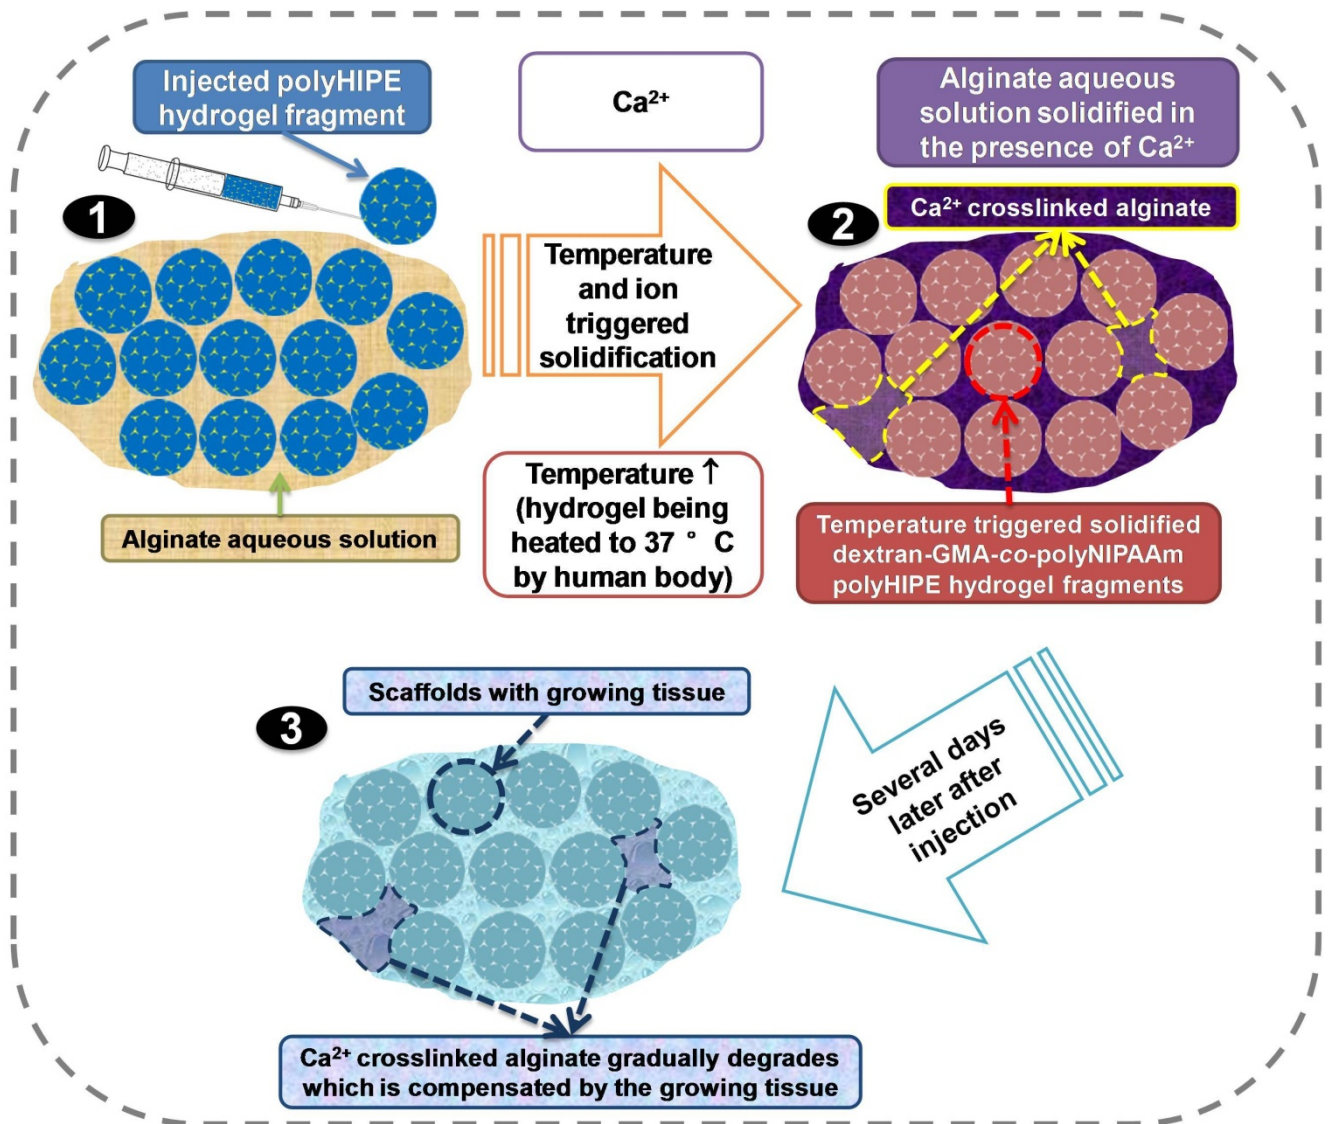 Injected polyHIPE
hydrogel fragment
Ca²⁺
Alginate aqueous
solution solidified in
the presence of Ca²⁺
1
2
Ca²⁺ crosslinked alginate
Temperature
and ion
triggered
solidification
Alginate aqueous solution
Temperature ↑
(hydrogel being
heated to 37 ° C
by human body)
Temperature triggered solidified
dextran-GMA-co-polyNIPAAm
polyHIPE hydrogel fragments
Scaffolds with growing tissue
3
Several days
later after
injection
Ca²⁺ crosslinked alginate gradually degrades
which is compensated by the growing tissue